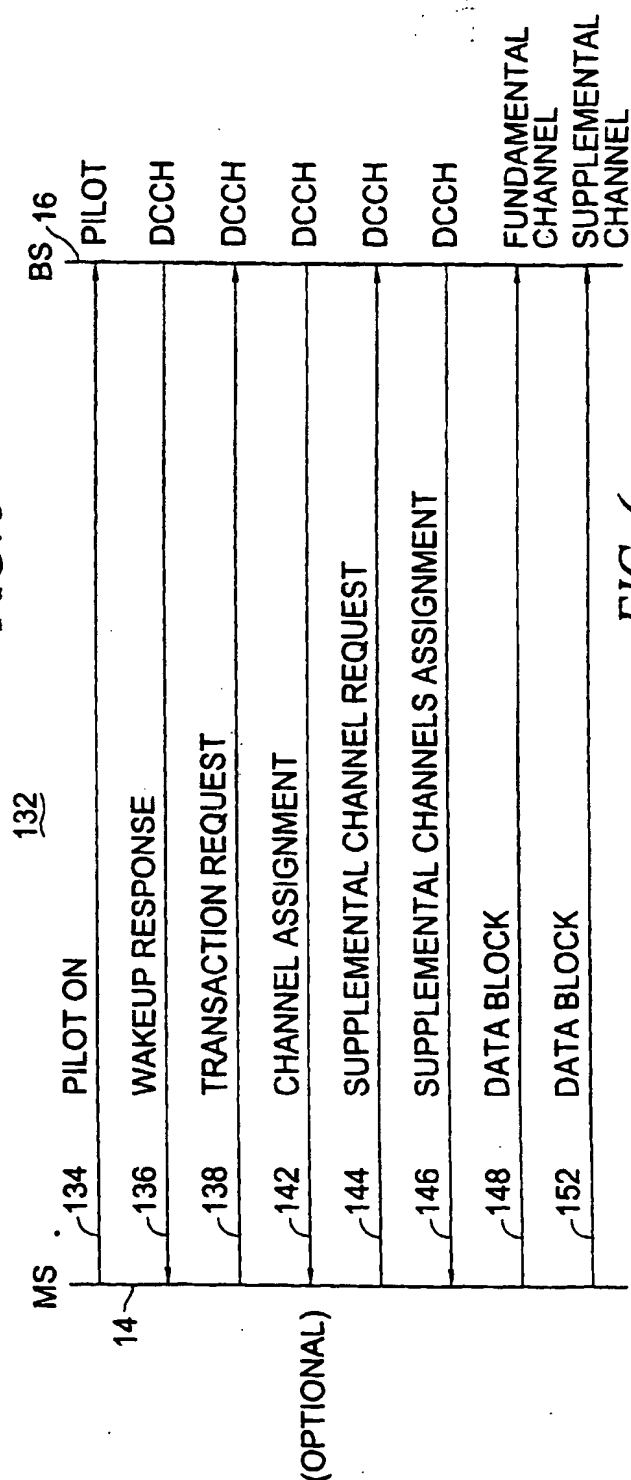 132
MS
BS 16
14
134 PILOT ON PILOT
136 WAKEUP RESPONSE DCCH
138 TRANSACTION REQUEST DCCH
(OPTIONAL)
142 CHANNEL ASSIGNMENT DCCH
144 SUPPLEMENTAL CHANNEL REQUEST DCCH
146 SUPPLEMENTAL CHANNELS ASSIGNMENT DCCH
148 DATA BLOCK FUNDAMENTAL
CHANNEL
152 DATA BLOCK SUPPLEMENTAL
CHANNEL